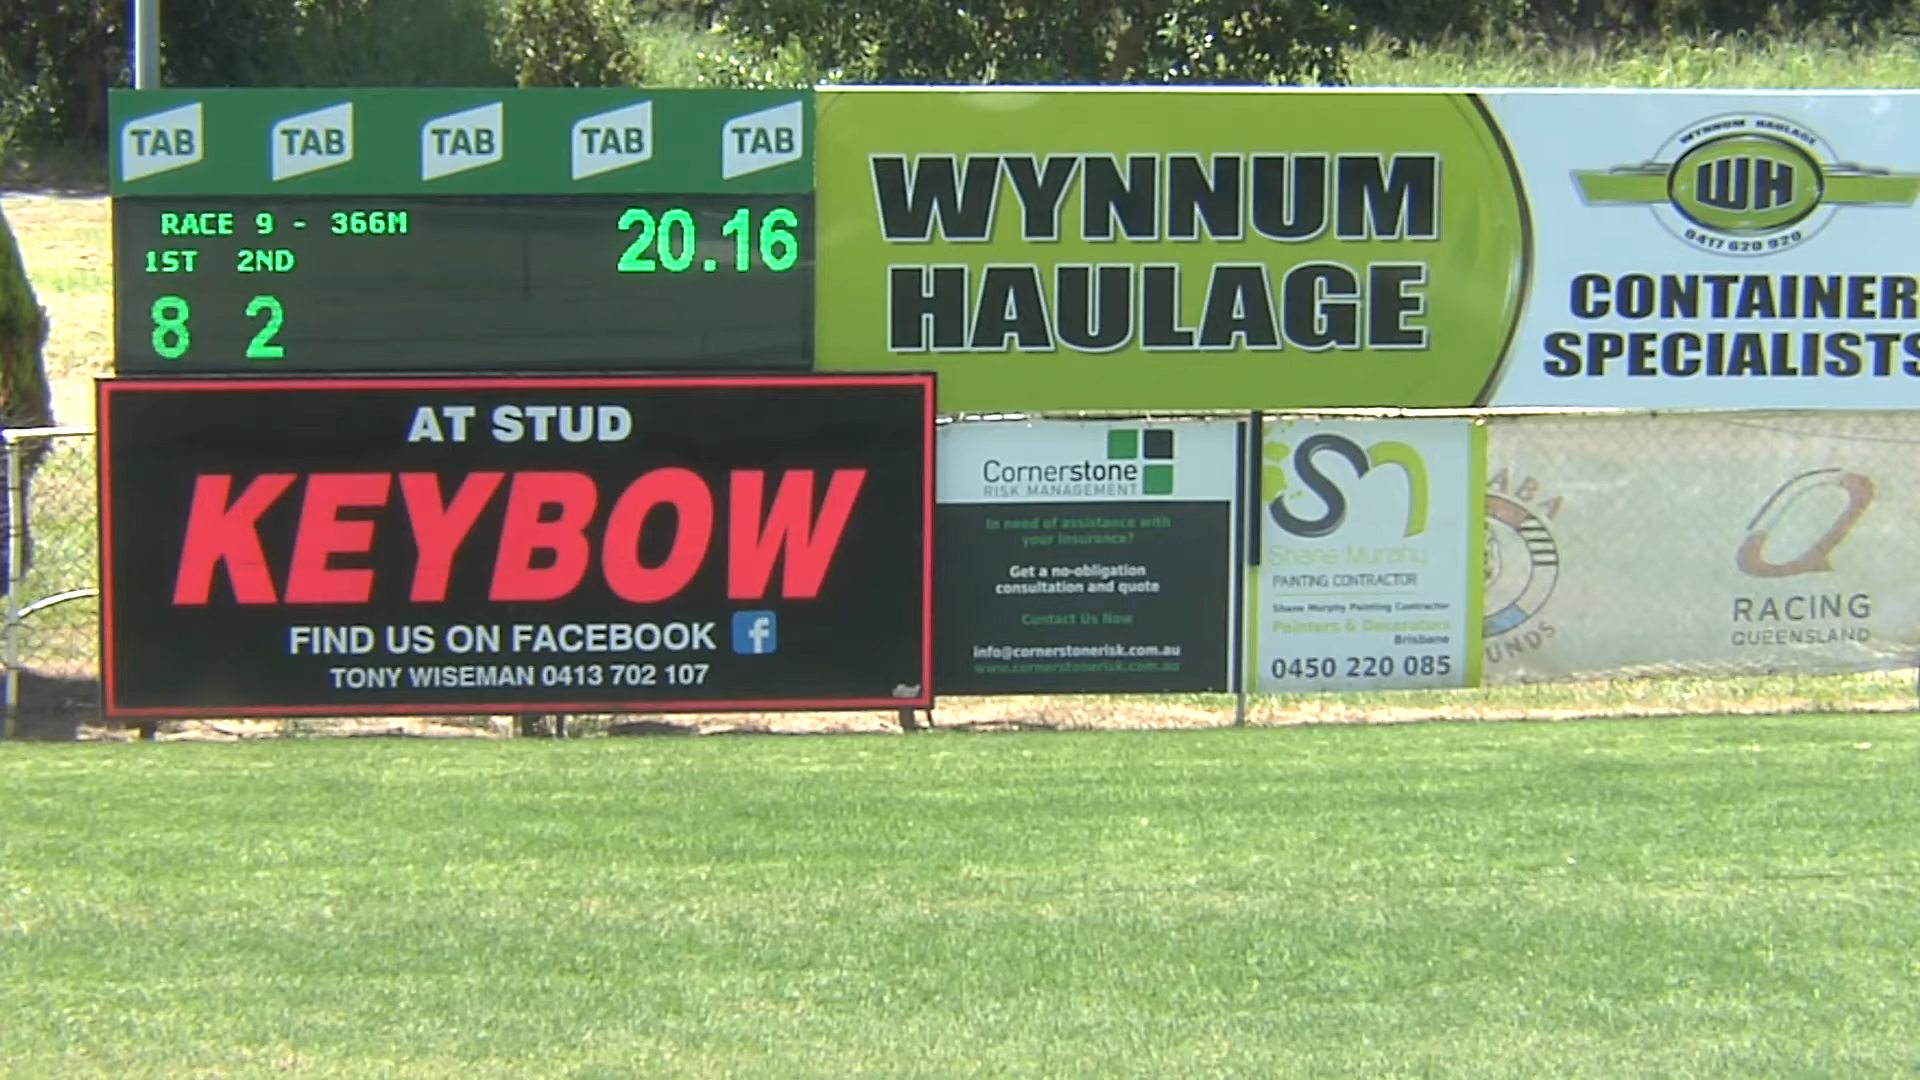 TAB TAB TAB TAB TAB
RACE 9 - 366M
20.16
1ST 2ND
8 2
WYNNUM
HAULAGE
WYNNUM HAULAGE
WH
0417 620 920
CONTAINER
SPECIALISTS
AT STUD
KEYBOW
FIND US ON FACEBOOK f
TONY WISEMAN 0413 702 107
Cornerstone
RISK MANAGEMENT
In need of assistance with
your insurance?
Get a no-obligation
consultation and quote
Contact Us Now
info@cornerstonerisk.com.au
www.cornerstonerisk.com.au
iSM
Shane Murphy
PAINTING CONTRACTOR
Shane Murphy Painting Contractor
Painters & Decorators
Brisbane
0450 220 085
ABA
UNDS
RACING
QUEENSLAND